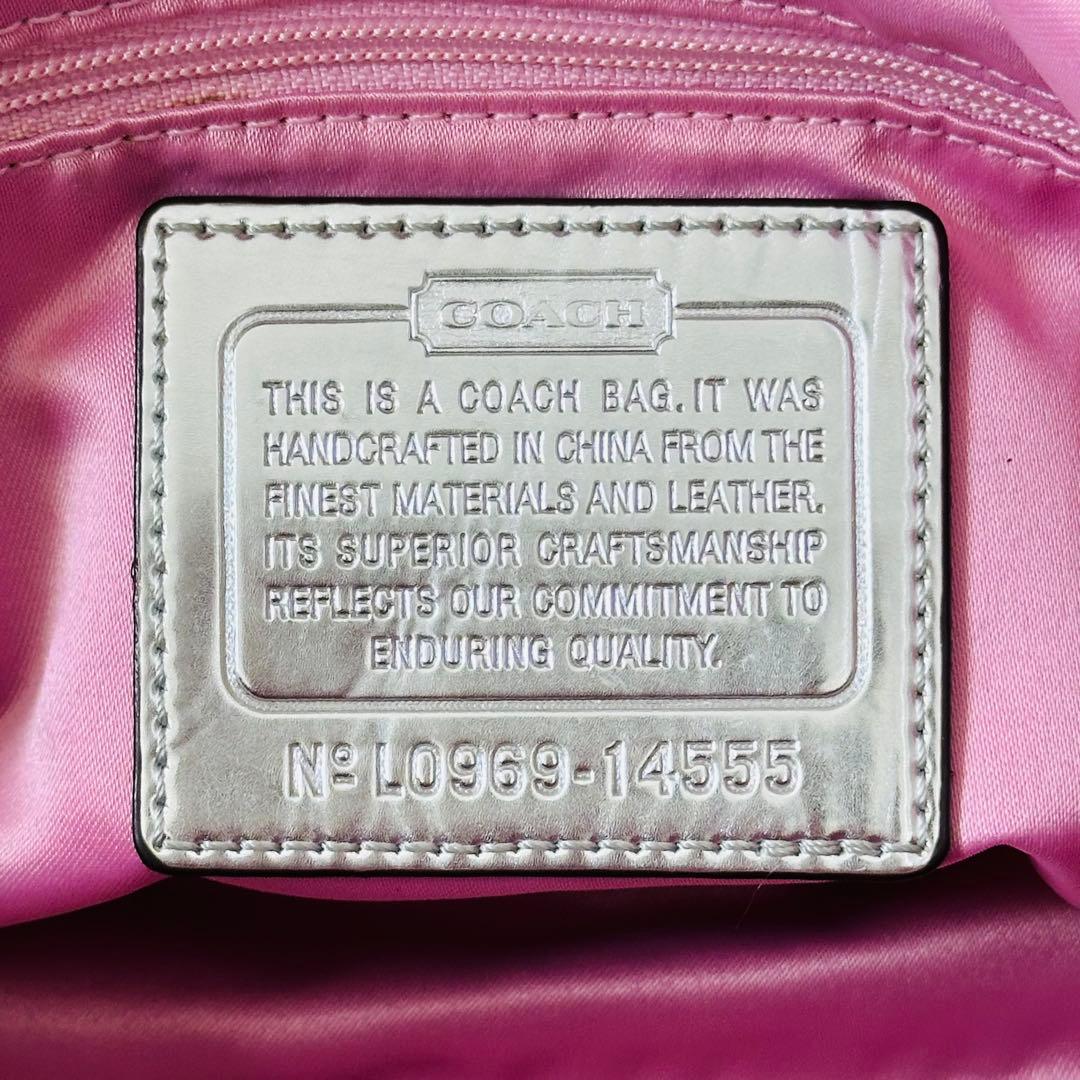 COACH
THIS IS A COACH BAG. IT WAS
HANDCRAFTED IN CHINA FROM THE
FINEST MATERIALS AND LEATHER.
ITS SUPERIOR CRAFTSMANSHIP
REFLECTS OUR COMMITMENT TO
ENDURING QUALITY.
Nº L0969-14555